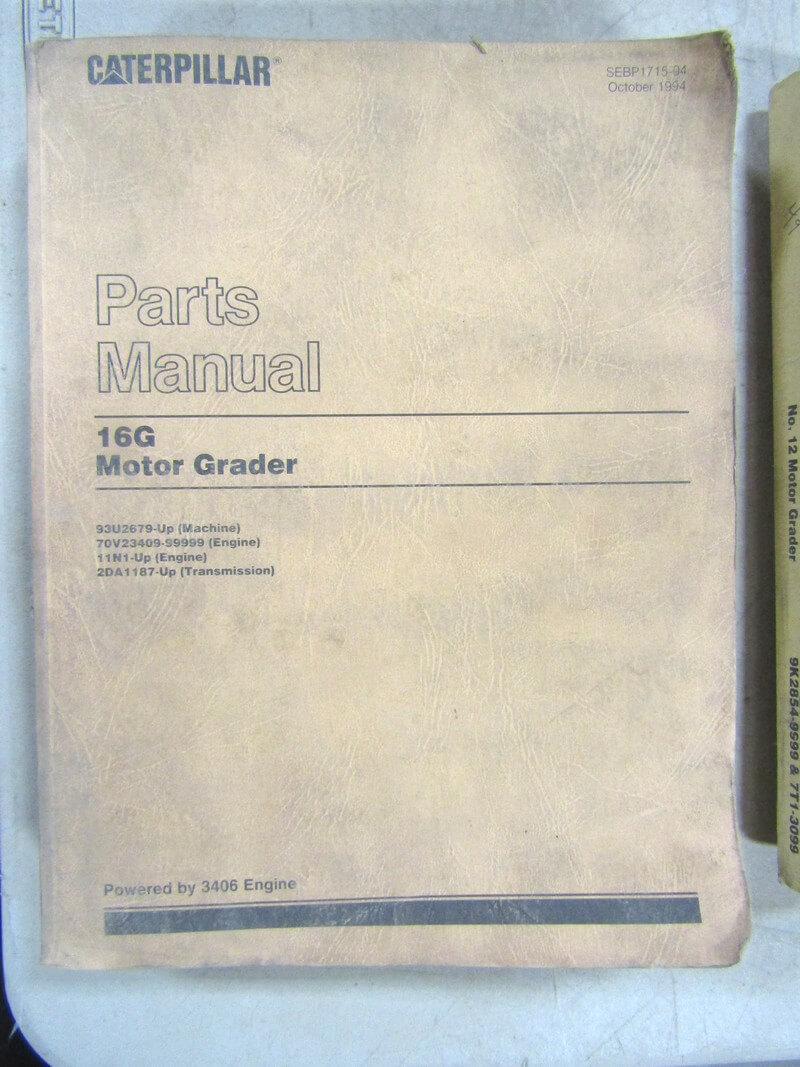 CATERPILLAR®
SEBP1715-04
October 1994
Parts
Manual
16G
Motor Grader
93U2679-Up (Machine)
70V23409-99999 (Engine)
11N1-Up (Engine)
2DA1187-Up (Transmission)
Powered by 3406 Engine
No. 12 Motor Grader
9K2854-9999 & 7T1-3096